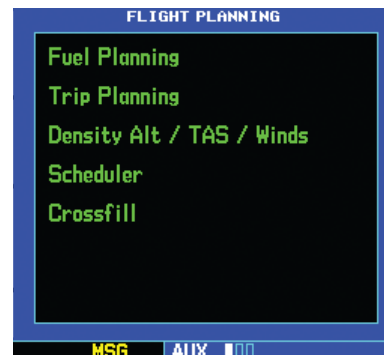 FLIGHT PLANNING
Fuel Planning
Trip Planning
Density Alt / TAS / Winds
Scheduler
Crossfill
MSG AUX